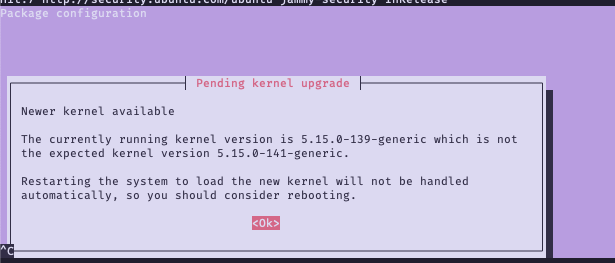 Hit:7 http://security.ubuntu.com/ubuntu jammy-security InRelease
Package configuration
Pending kernel upgrade
Newer kernel available
The currently running kernel version is 5.15.0-139-generic which is not
the expected kernel version 5.15.0-141-generic.
Restarting the system to load the new kernel will not be handled
automatically, so you should consider rebooting.
<Ok>
^C